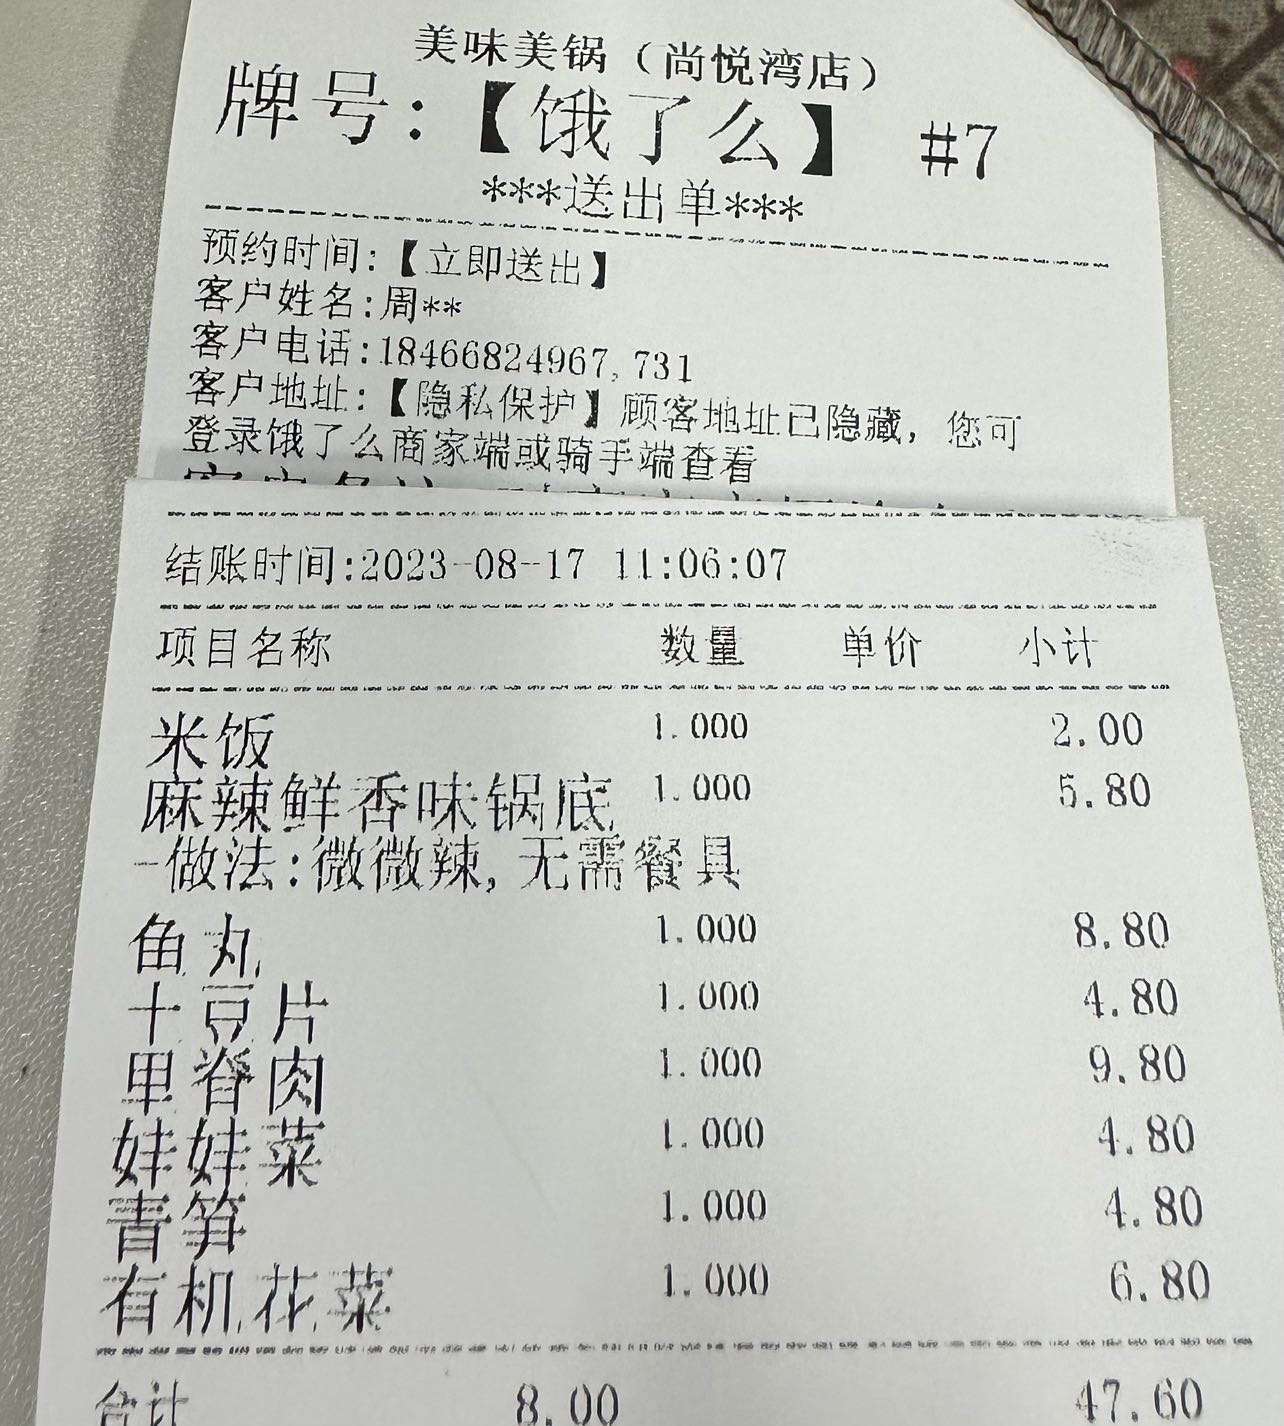 美味美锅（尚悦湾店）
牌号：【饿了么】 #7
***送出单***
预约时间:【立即送出】
客户姓名:周**
客户电话:18466824967,731
客户地址:【隐私保护】顾客地址已隐藏，您可
登录饿了么商家端或骑手端查看
结账时间:2023-08-17 11:06:07
项目名称 数量 单价 小计
米饭 1.000 2.00
麻辣鲜香味锅底 1.000 5.80
-做法:微微辣,无需餐具
鱼丸 1.000 8.80
土豆片 1.000 4.80
里脊肉 1.000 9.80
娃娃菜 1.000 4.80
青笋 1.000 4.80
有机花菜 1.000 6.80
合计 8.00 47.60